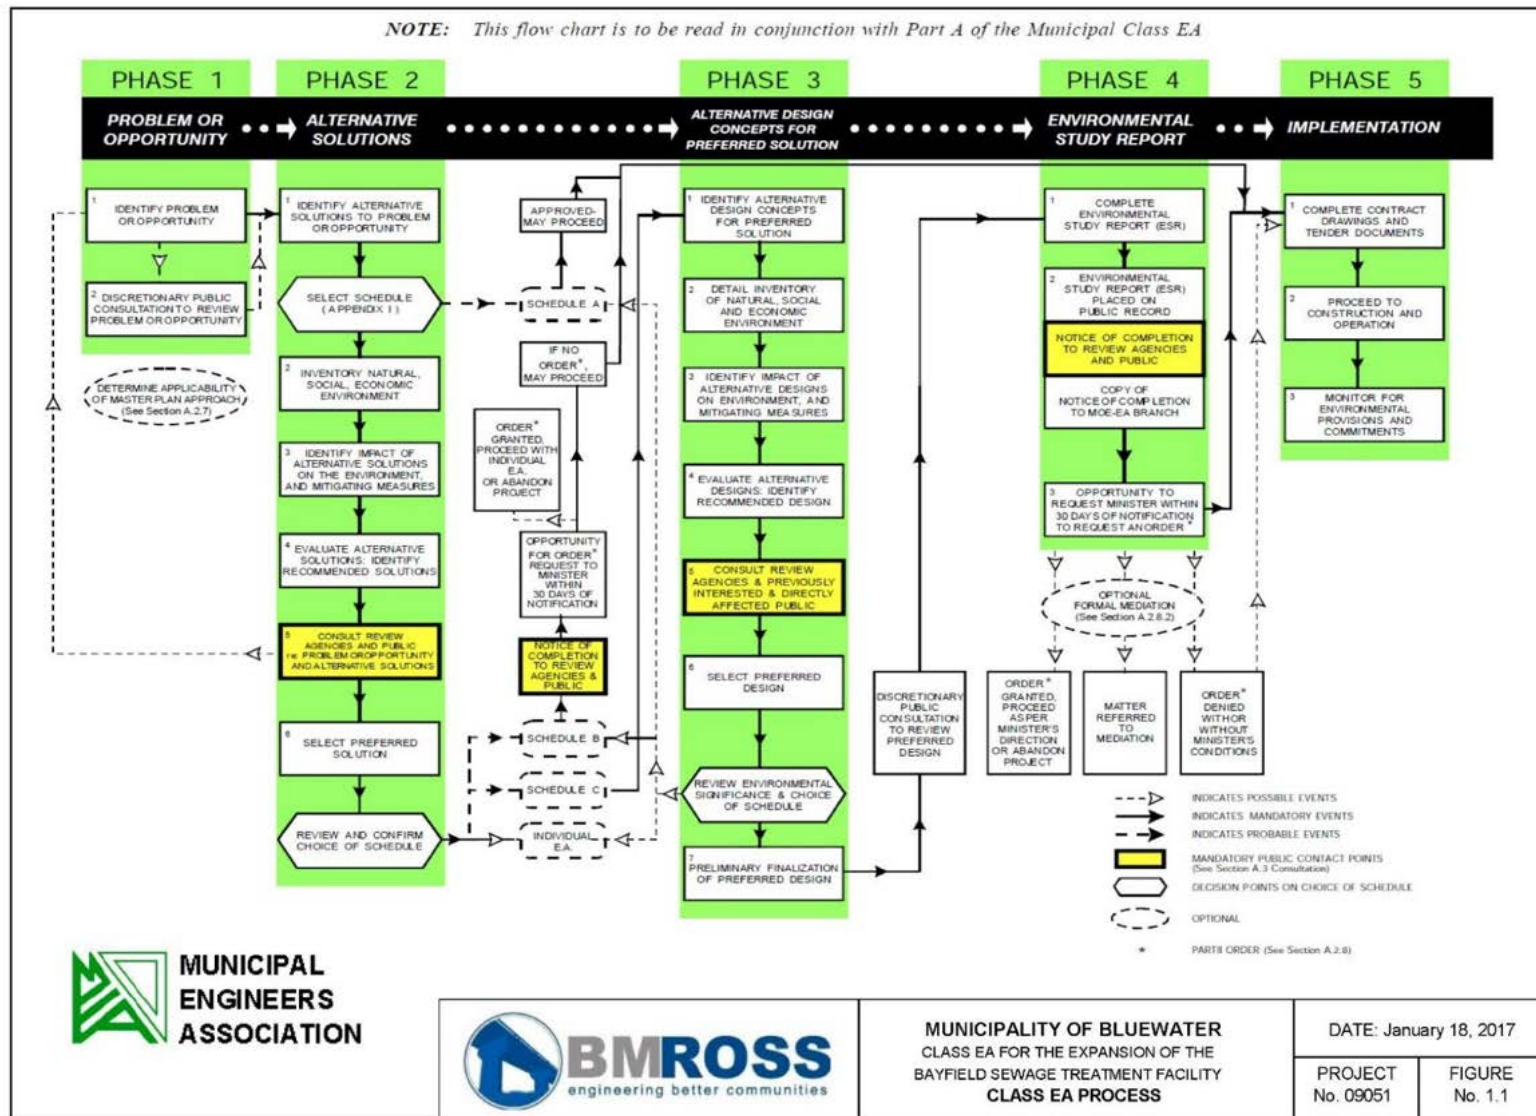 NOTE: This flow chart is to be read in conjunction with Part A of the Municipal Class EA
PHASE 1
PROBLEM OR
OPPORTUNITY
PHASE 2
ALTERNATIVE
SOLUTIONS
PHASE 3
ALTERNATIVE DESIGN
CONCEPTS FOR
PREFERRED SOLUTION
PHASE 4
ENVIRONMENTAL
STUDY REPORT
PHASE 5
IMPLEMENTATION
1 IDENTIFY PROBLEM
OR OPPORTUNITY
2 DISCRETIONARY PUBLIC
CONSULTATION TO REVIEW
PROBLEM OR OPPORTUNITY
DETERMINE APPLICABILITY
OF MASTER PLAN APPROACH
(See Section A.2.7)
1 IDENTIFY ALTERNATIVE
SOLUTIONS TO PROBLEM
OR OPPORTUNITY
SELECT SCHEDULE
(APPENDIX I)
2 INVENTORY NATURAL,
SOCIAL, ECONOMIC
ENVIRONMENT
3 IDENTIFY IMPACT OF
ALTERNATIVE SOLUTIONS
ON THE ENVIRONMENT,
AND MITIGATING MEASURES
4 EVALUATE ALTERNATIVE
SOLUTIONS: IDENTIFY
RECOMMENDED SOLUTIONS
5 CONSULT REVIEW
AGENCIES AND PUBLIC
re: PROBLEM OR OPPORTUNITY
AND ALTERNATIVE SOLUTIONS
6 SELECT PREFERRED
SOLUTION
REVIEW AND CONFIRM
CHOICE OF SCHEDULE
APPROVED-
MAY PROCEED
SCHEDULE A
IF NO
ORDER*,
MAY PROCEED
ORDER*
GRANTED,
PROCEED WITH
INDIVIDUAL
E.A.
OR ABANDON
PROJECT
OPPORTUNITY
FOR ORDER*
REQUEST TO
MINISTER
WITHIN
30 DAYS OF
NOTIFICATION
NOTICE OF
COMPLETION
TO REVIEW
AGENCIES &
PUBLIC
SCHEDULE B
SCHEDULE C
INDIVIDUAL
E.A.
1 IDENTIFY ALTERNATIVE
DESIGN CONCEPTS
FOR PREFERRED
SOLUTION
2 DETAIL INVENTORY
OF NATURAL, SOCIAL
AND ECONOMIC
ENVIRONMENT
3 IDENTIFY IMPACT OF
ALTERNATIVE DESIGNS
ON ENVIRONMENT, AND
MITIGATING MEASURES
4 EVALUATE ALTERNATIVE
DESIGNS: IDENTIFY
RECOMMENDED DESIGN
5 CONSULT REVIEW
AGENCIES & PREVIOUSLY
INTERESTED & DIRECTLY
AFFECTED PUBLIC
6 SELECT PREFERRED
DESIGN
REVIEW ENVIRONMENTAL
SIGNIFICANCE & CHOICE
OF SCHEDULE
7 PRELIMINARY FINALIZATION
OF PREFERRED DESIGN
DISCRETIONARY
PUBLIC
CONSULTATION
TO REVIEW
PREFERRED
DESIGN
1 COMPLETE
ENVIRONMENTAL
STUDY REPORT (ESR)
2 ENVIRONMENTAL
STUDY REPORT (ESR)
PLACED ON
PUBLIC RECORD
NOTICE OF COMPLETION
TO REVIEW AGENCIES
AND PUBLIC
COPY OF
NOTICE OF COMPLETION
TO MOE-EA BRANCH
3 OPPORTUNITY TO
REQUEST MINISTER WITHIN
30 DAYS OF NOTIFICATION
TO REQUEST AN ORDER*
OPTIONAL
FORMAL MEDIATION
(See Section A.2.8.2)
ORDER*
GRANTED,
PROCEED
AS PER
MINISTER'S
DIRECTION
OR ABANDON
PROJECT
MATTER
REFERRED
TO
MEDIATION
ORDER*
DENIED
WITH OR
WITHOUT
MINISTER'S
CONDITIONS
1 COMPLETE CONTRACT
DRAWINGS AND
TENDER DOCUMENTS
2 PROCEED TO
CONSTRUCTION AND
OPERATION
3 MONITOR FOR
ENVIRONMENTAL
PROVISIONS AND
COMMITMENTS
INDICATES POSSIBLE EVENTS
INDICATES MANDATORY EVENTS
INDICATES PROBABLE EVENTS
MANDATORY PUBLIC CONTACT POINTS
(See Section A.3 Consultation)
DECISION POINTS ON CHOICE OF SCHEDULE
OPTIONAL
* PART II ORDER (See Section A.2.8)
MEA
MUNICIPAL
ENGINEERS
ASSOCIATION
BMROSS
engineering better communities
MUNICIPALITY OF BLUEWATER
CLASS EA FOR THE EXPANSION OF THE
BAYFIELD SEWAGE TREATMENT FACILITY
CLASS EA PROCESS
DATE: January 18, 2017
PROJECT
No. 09051
FIGURE
No. 1.1